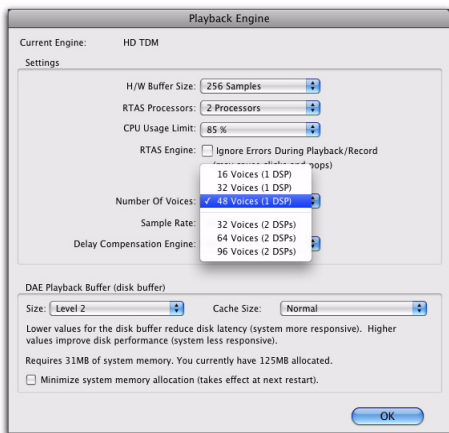 Playback Engine
Current Engine: HD TDM
Settings
H/W Buffer Size: 256 Samples
RTAS Processors: 2 Processors
CPU Usage Limit: 85 %
RTAS Engine: Ignore Errors During Playback/Record
(may cause clicks and pops)
16 Voices (1 DSP)
32 Voices (1 DSP)
Number Of Voices: ✓ 48 Voices (1 DSP)
Sample Rate:
32 Voices (2 DSPs)
64 Voices (2 DSPs)
Delay Compensation Engine:
96 Voices (2 DSPs)
DAE Playback Buffer (disk buffer)
Size: Level 2 Cache Size: Normal
Lower values for the disk buffer reduce disk latency (system more responsive). Higher
values improve disk performance (system less responsive).
Requires 31MB of system memory. You currently have 125MB allocated.
Minimize system memory allocation (takes effect at next restart).
OK